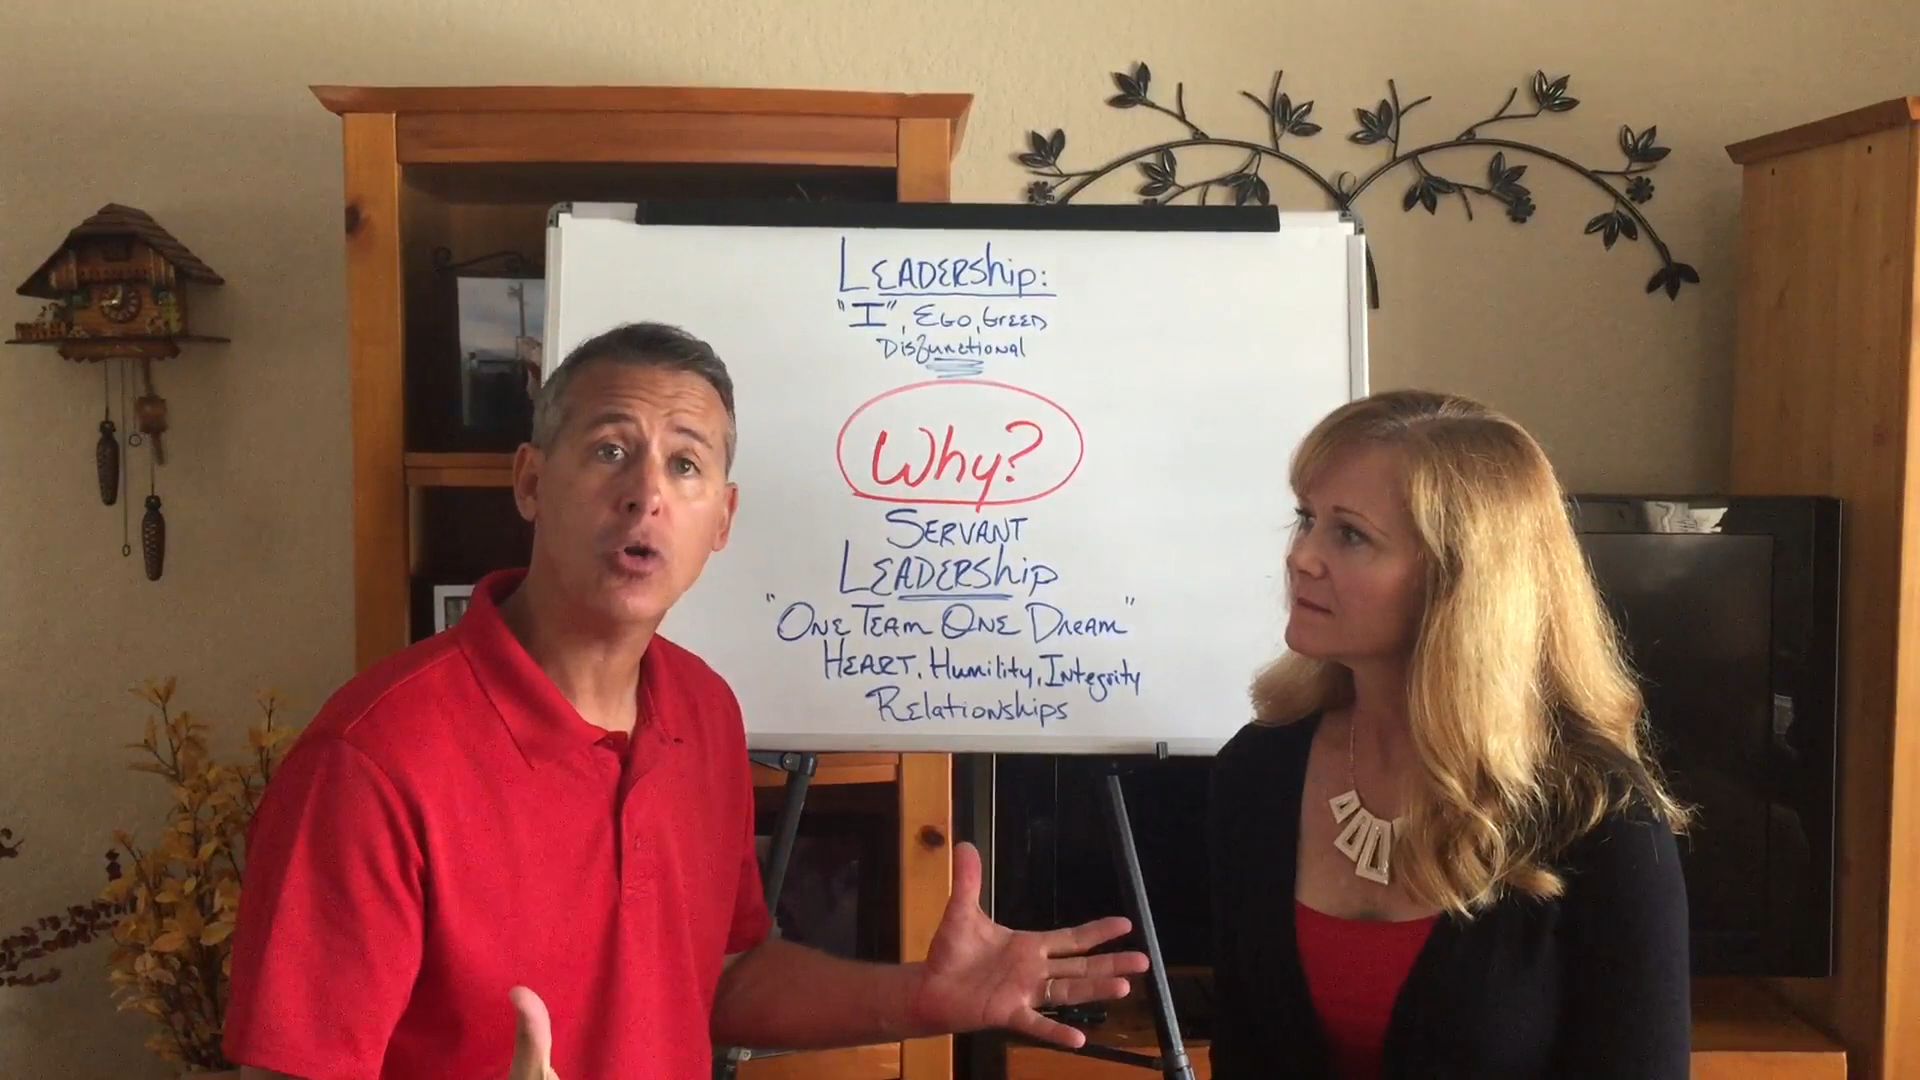 LEADERShip:
"I", EGO, GREED
Disfunctional
Why?
SERVANT
LEADERShip
"ONE TEAM ONE DREAM"
HEART, Humility, Integrity
RElationships